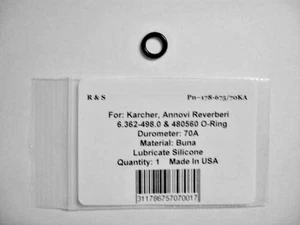 R & S Pn-178-675/70KA
For: Karcher, Annovi Reverberi
6.362-498.0 & 480560 O-Ring
Durometer: 70A
Material: Buna
Lubricate Silicone
Quantity: 1 Made In USA
311786757070017